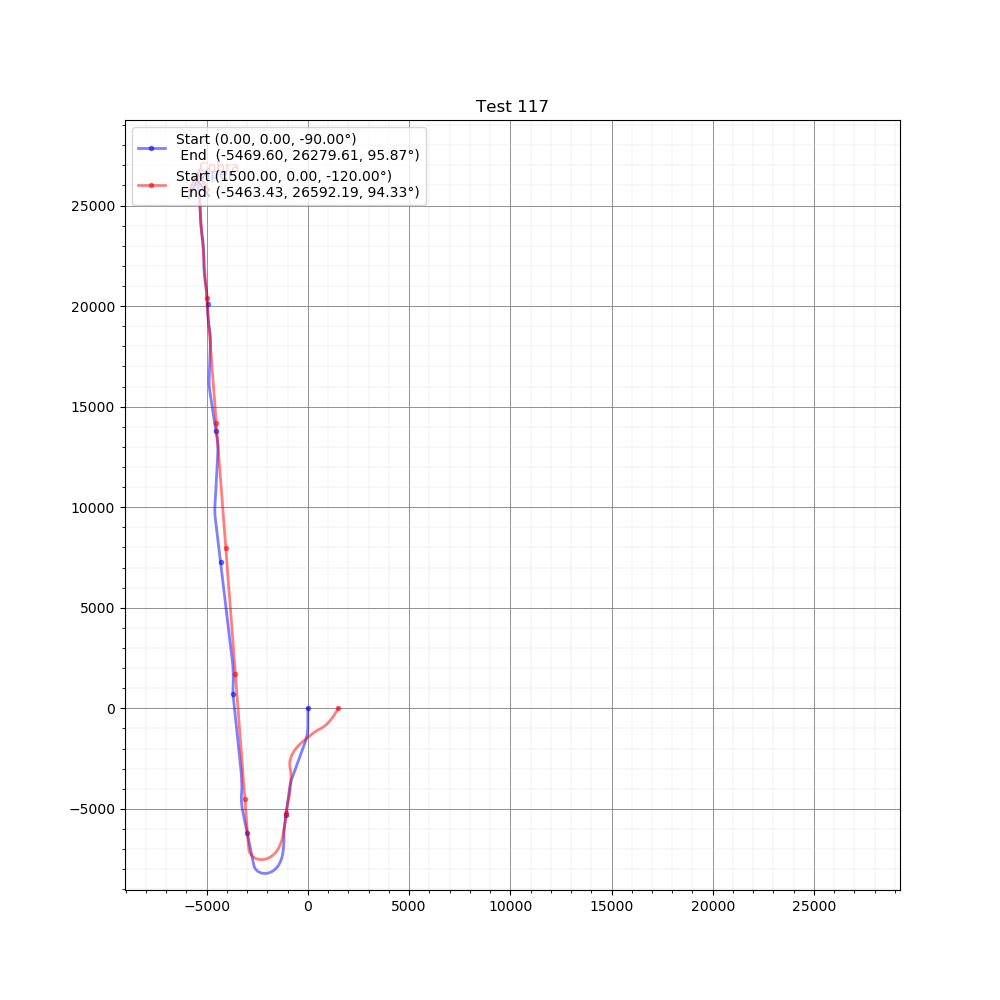 Test 117
Start (0.00, 0.00, -90.00°)
End (-5469.60, 26279.61, 95.87°)
Start (1500.00, 0.00, -120.00°)
End (-5463.43, 26592.19, 94.33°)
Cobra
25000
20000
15000
10000
5000
0
−5000
−5000 0 5000 10000 15000 20000 25000